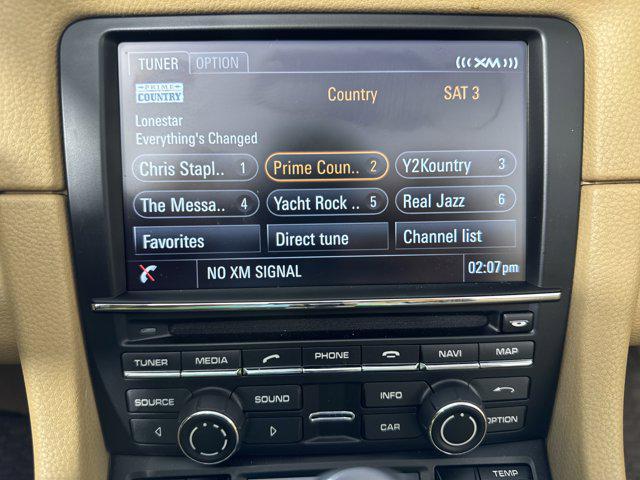 TUNER OPTION XM
PRIME
COUNTRY Country SAT 3
Lonestar
Everything's Changed
Chris Stapl.. 1 Prime Coun.. 2 Y2Kountry 3
The Messa.. 4 Yacht Rock .. 5 Real Jazz 6
Favorites Direct tune Channel list
NO XM SIGNAL 02:07pm
TUNER MEDIA PHONE NAVI MAP
SOURCE SOUND INFO
CAR OPTION
TEMP